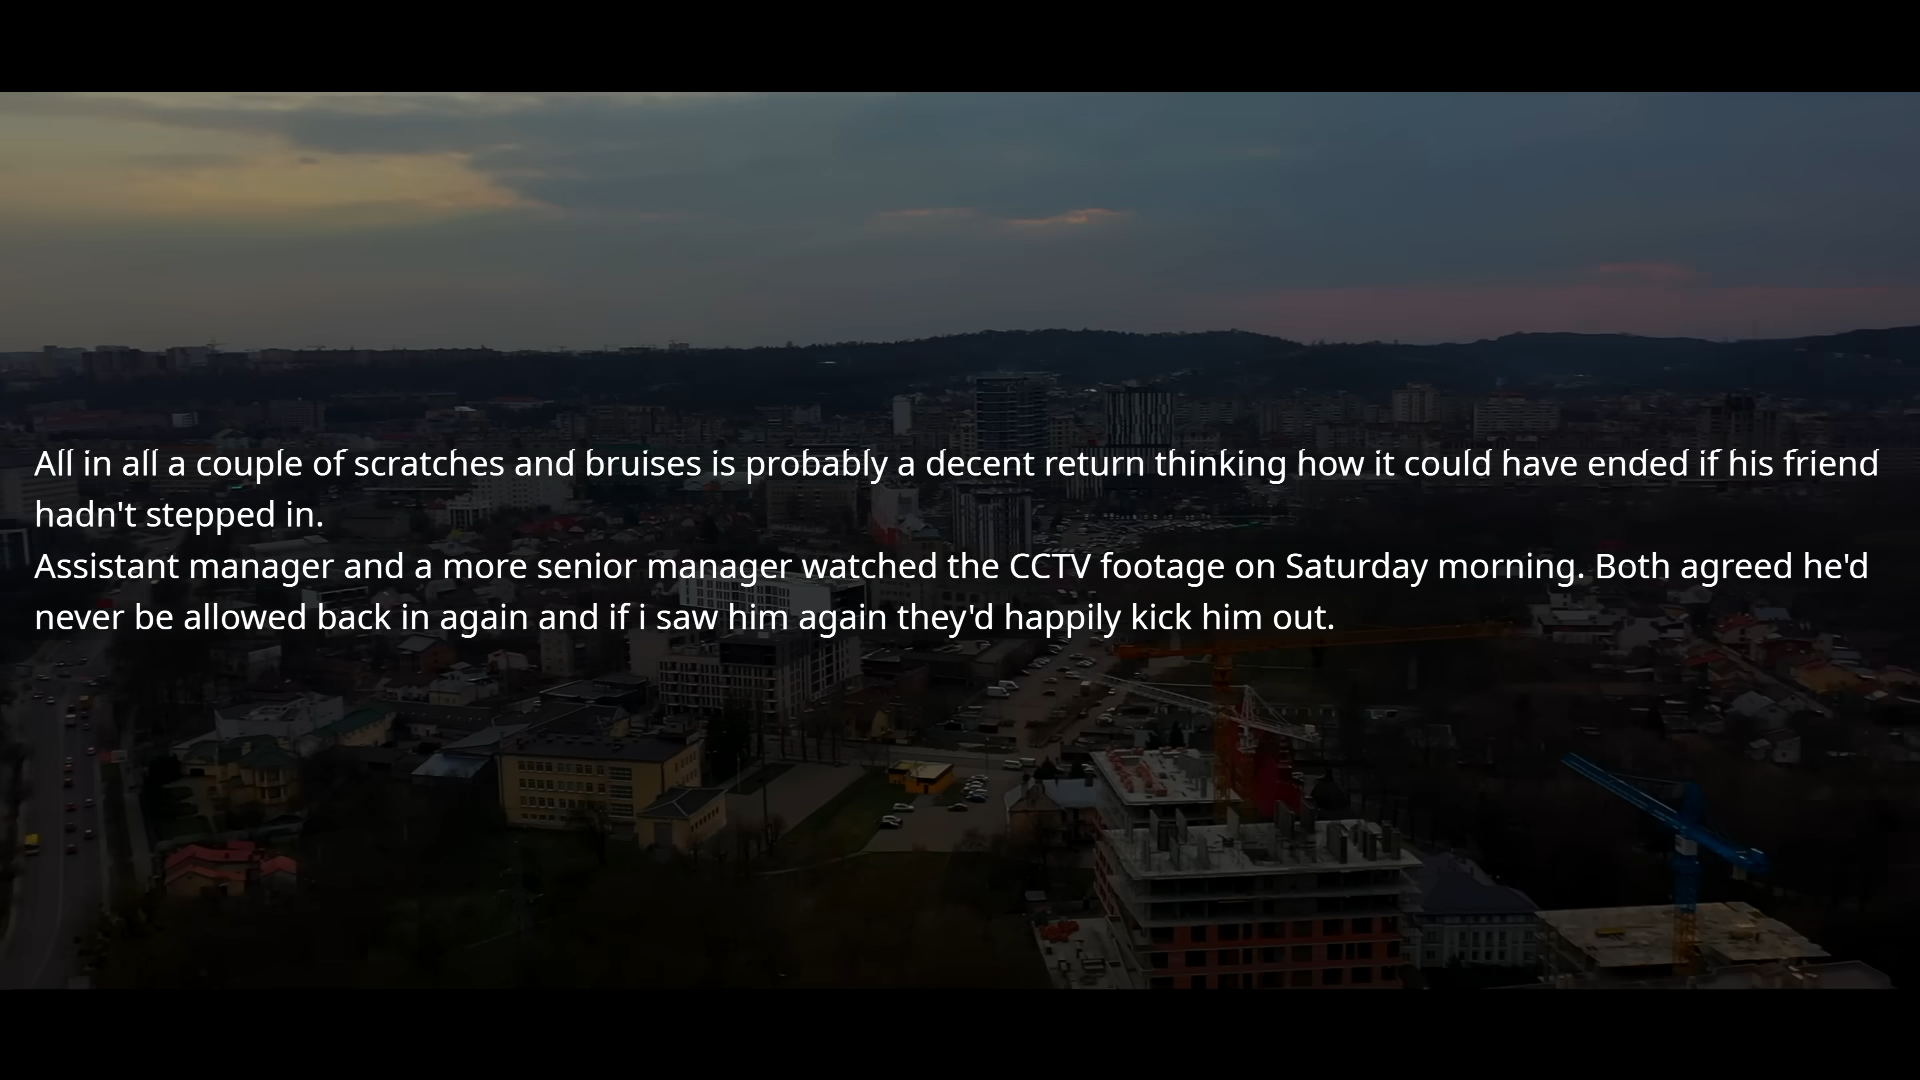 All in all a couple of scratches and bruises is probably a decent return thinking how it could have ended if his friend
hadn't stepped in.
Assistant manager and a more senior manager watched the CCTV footage on Saturday morning. Both agreed he'd
never be allowed back in again and if i saw him again they'd happily kick him out.